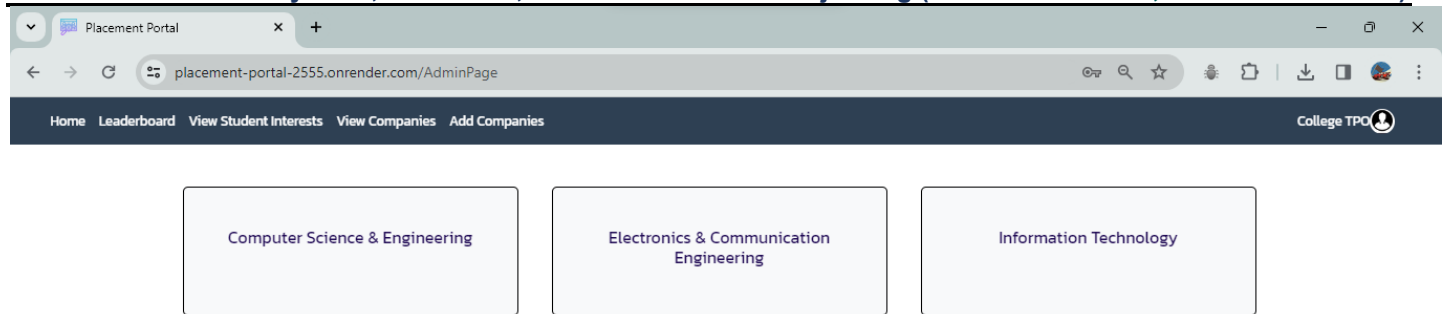 Placement Portal
placement-portal-2555.onrender.com/AdminPage
Home Leaderboard View Student Interests View Companies Add Companies College TPO
Computer Science & Engineering Electronics & Communication Engineering Information Technology